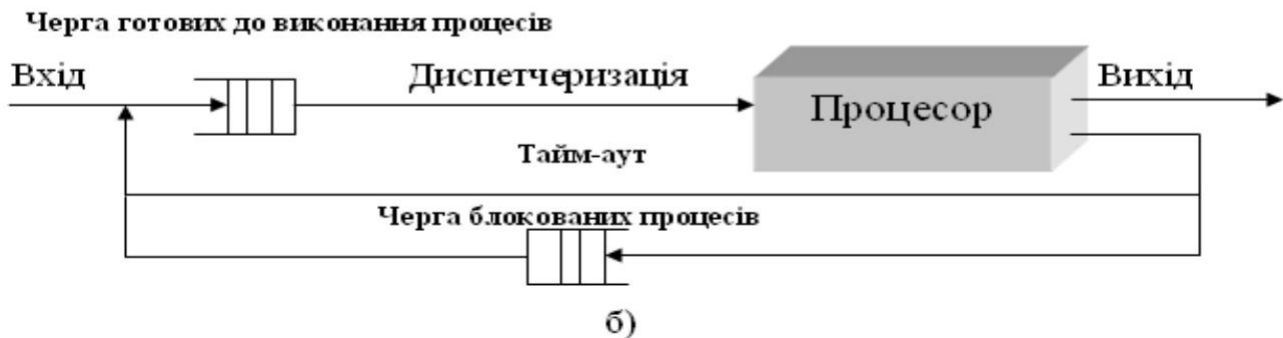 Черга готових до виконання процесів
Вхід
Диспетчеризація
Процесор
Вихід
Тайм-аут
Черга блокованих процесів
б)